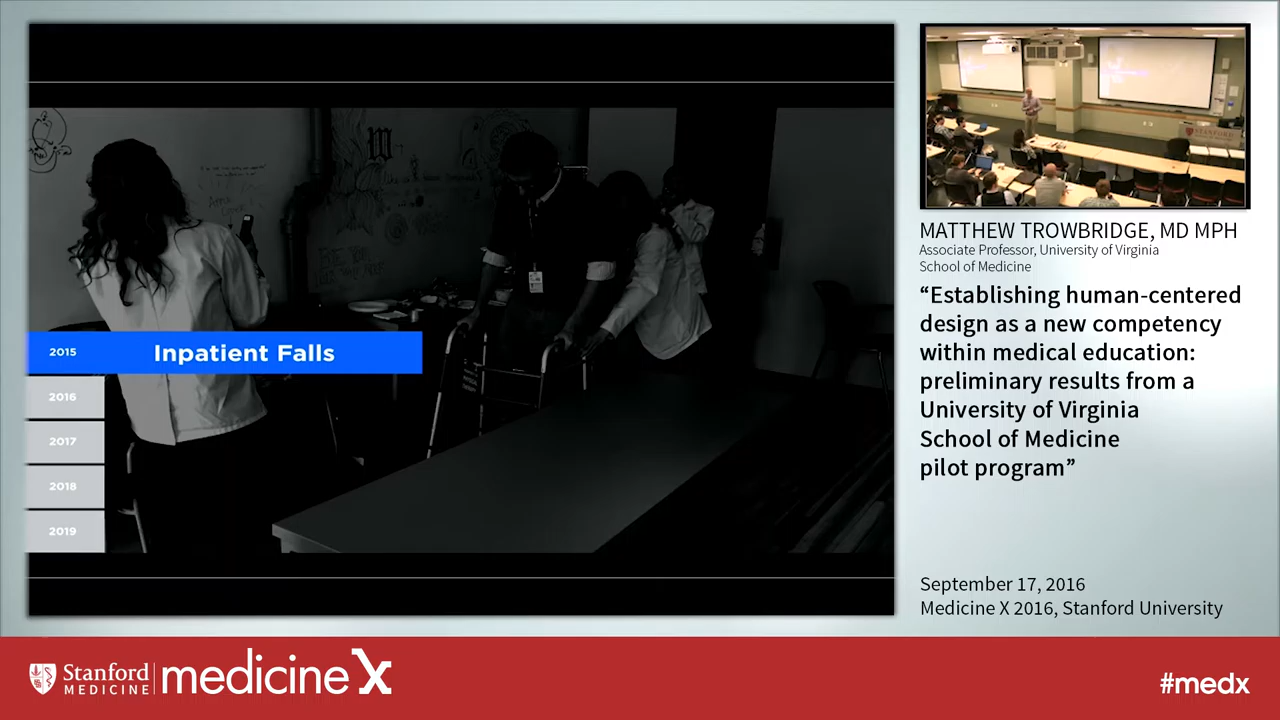 2015 Inpatient Falls
2016
2017
2018
2019
STANFORD
MATTHEW TROWBRIDGE, MD MPH
Associate Professor, University of Virginia
School of Medicine
“Establishing human-centered
design as a new competency
within medical education:
preliminary results from a
University of Virginia
School of Medicine
pilot program”
September 17, 2016
Medicine X 2016, Stanford University
Stanford
MEDICINE
medicine X
#medx